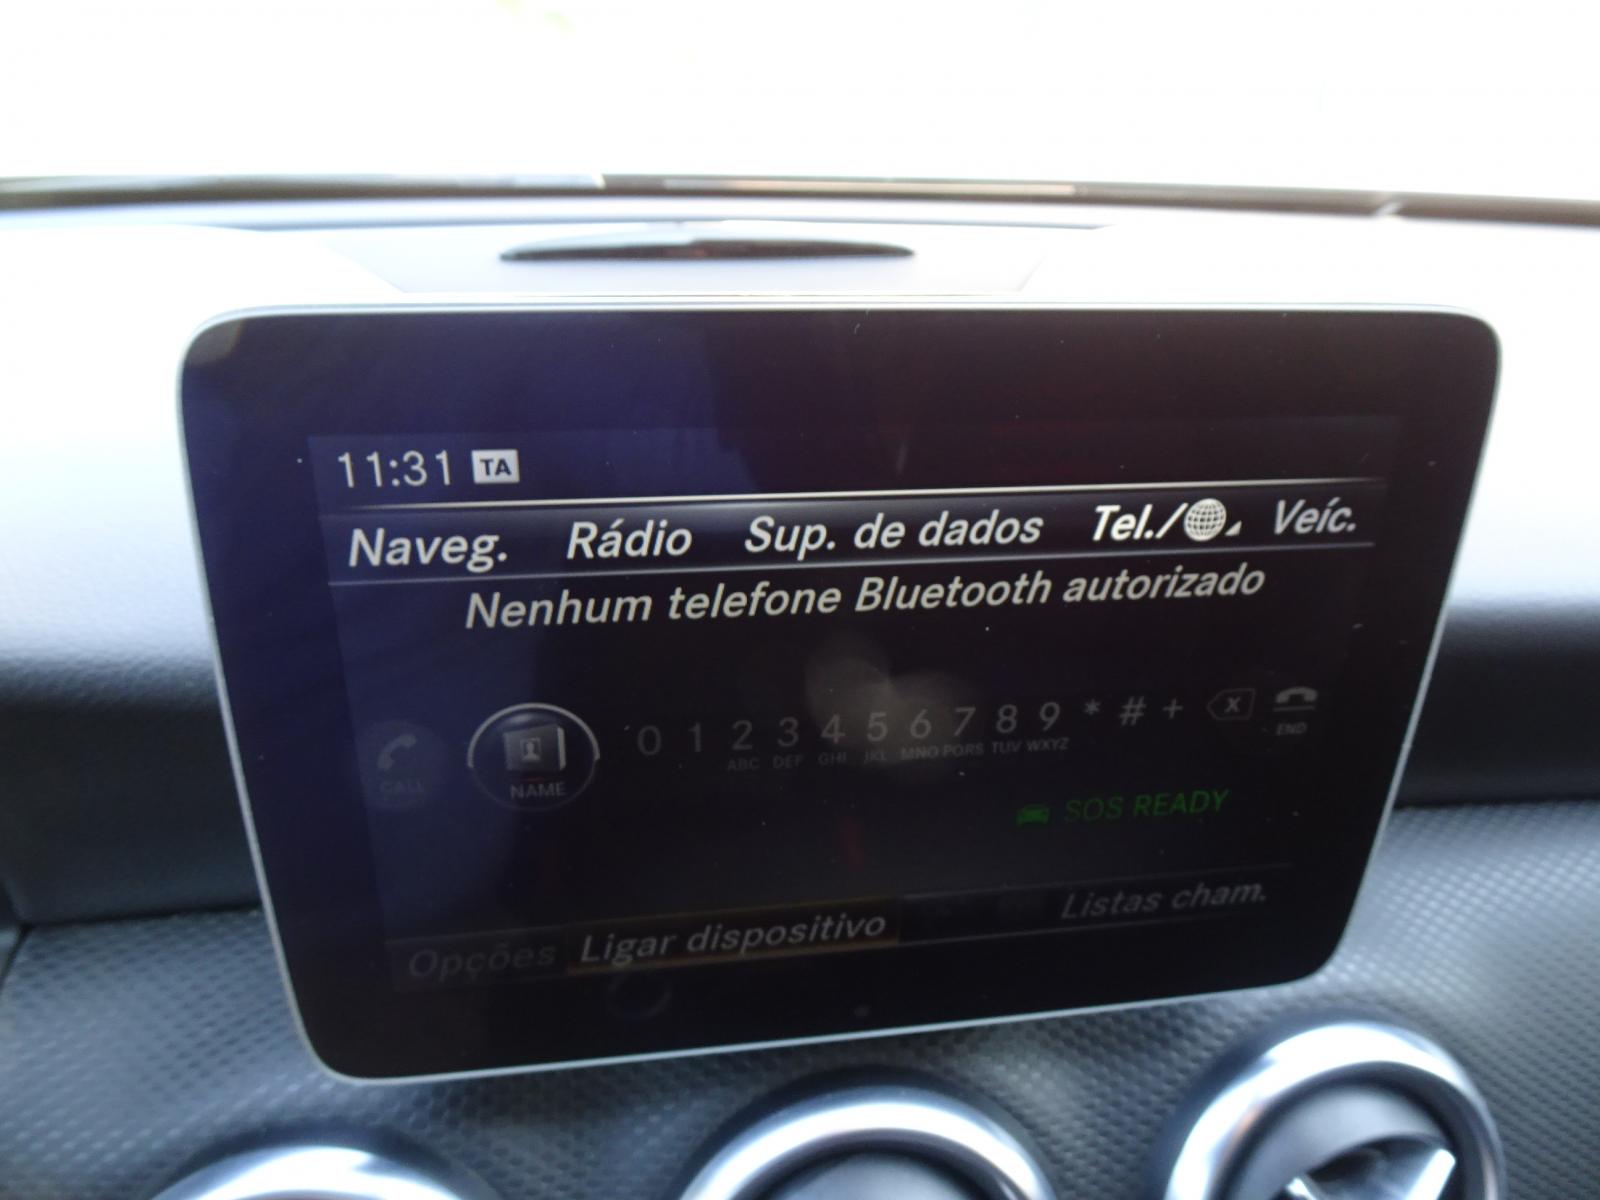 11:31 TA
Naveg. Rádio Sup. de dados Tel./ Veíc.
Nenhum telefone Bluetooth autorizado
CALL NAME 0 1 2 ABC 3 DEF 4 GHI 5 JKL 6 MNO 7 PQRS 8 TUV 9 WXYZ * # + X END
SOS READY
Opções Ligar dispositivo Listas cham.